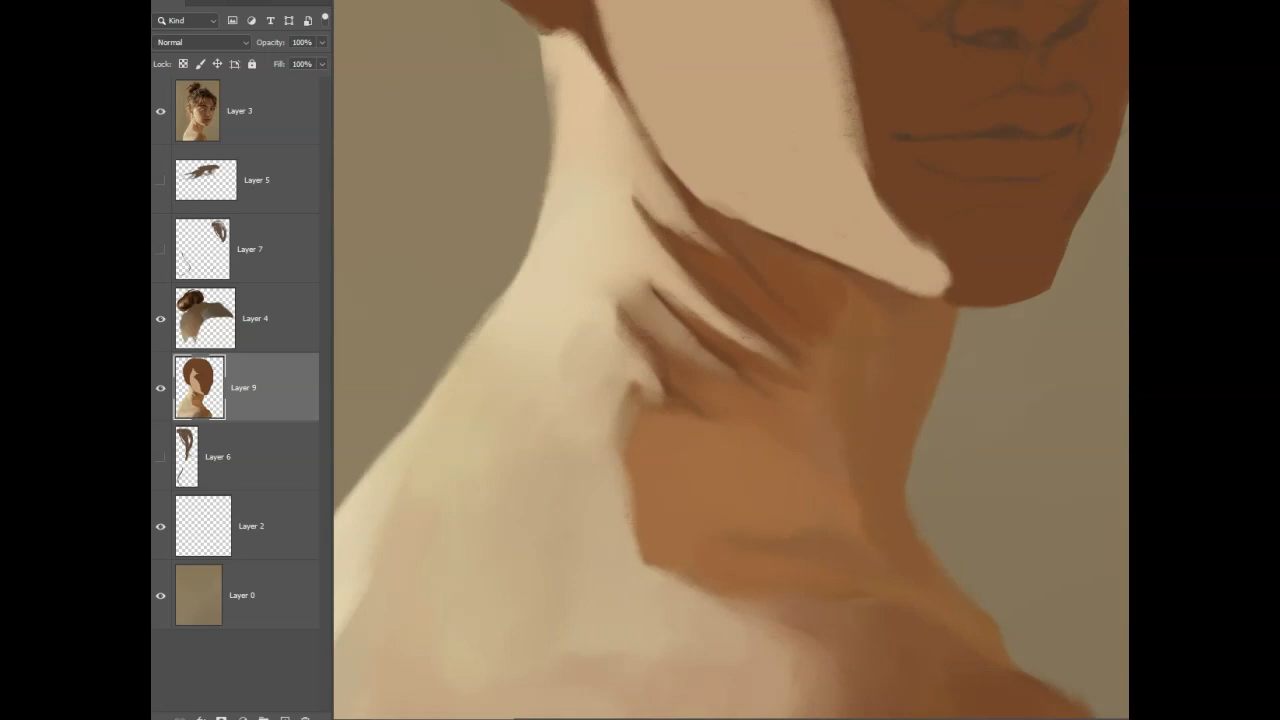 Kind
Normal Opacity: 100%
Lock: Fill: 100%
Layer 3
Layer 5
Layer 7
Layer 4
Layer 9
Layer 6
Layer 2
Layer 0